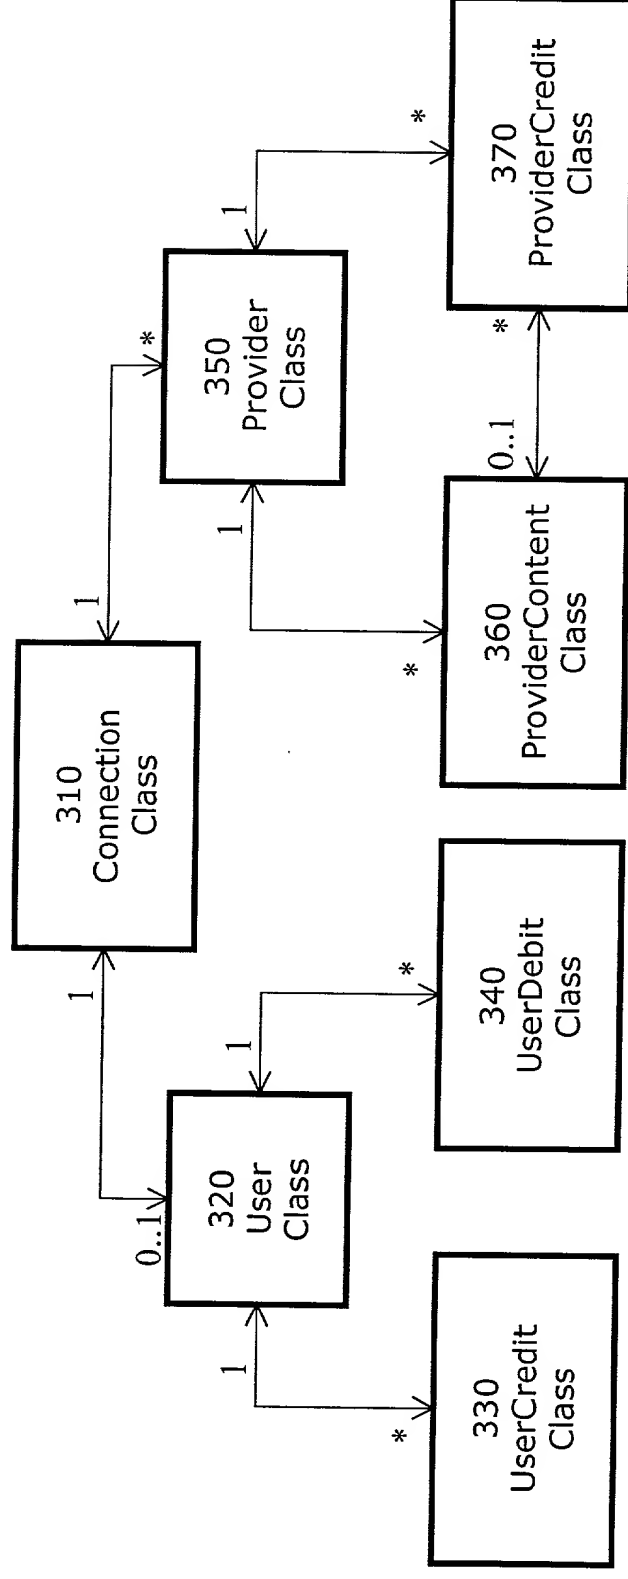 310
Connection
Class
1
1
0..1
*
320
User
Class
350
Provider
Class
1
1
1
1
*
*
*
*
330
UserCredit
Class
340
UserDebit
Class
360
ProviderContent
Class
0..1
*
370
ProviderCredit
Class